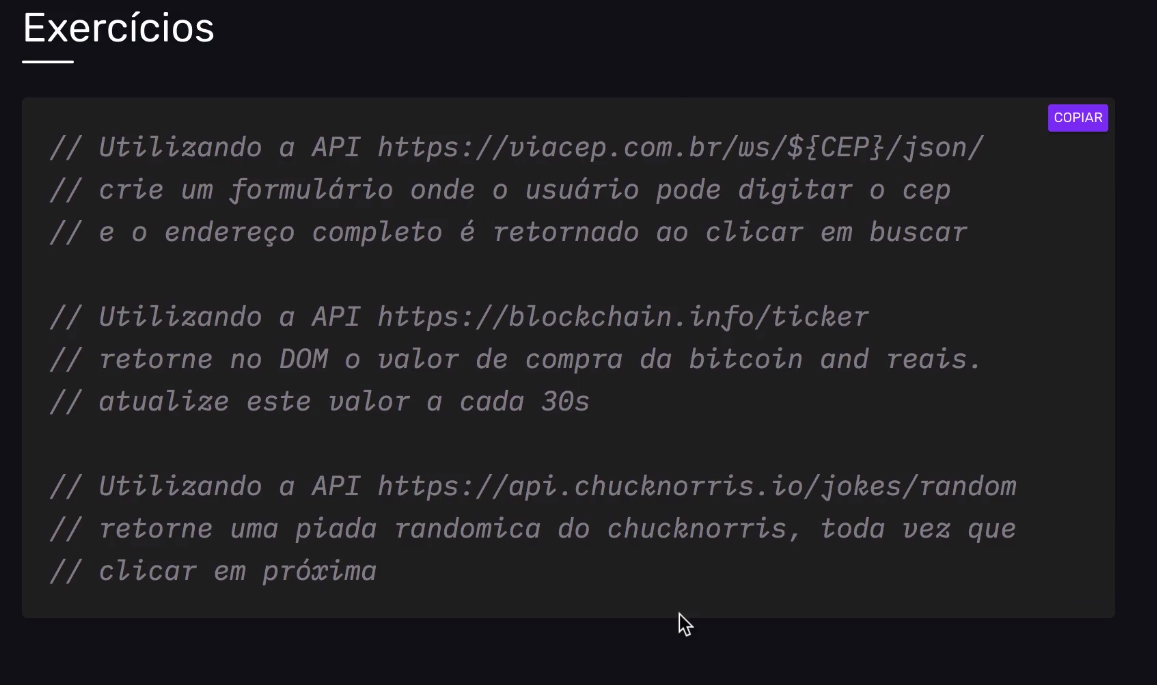 Exercícios
COPIAR
// Utilizando a API https://viacep.com.br/ws/${CEP}/json/
// crie um formulário onde o usuário pode digitar o cep
// e o endereço completo é retornado ao clicar em buscar
// Utilizando a API https://blockchain.info/ticker
// retorne no DOM o valor de compra da bitcoin and reais.
// atualize este valor a cada 30s
// Utilizando a API https://api.chucknorris.io/jokes/random
// retorne uma piada randomica do chucknorris, toda vez que
// clicar em próxima